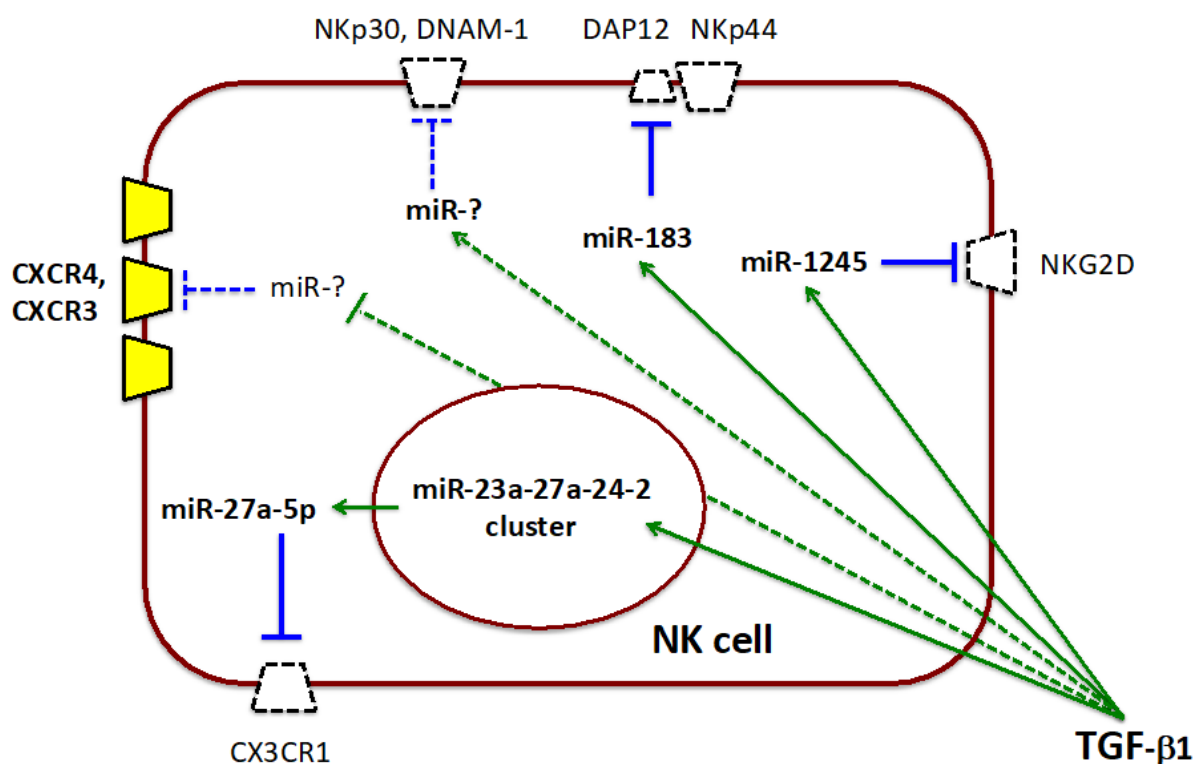 NKp30, DNAM-1
DAP12
NKp44
miR-?
miR-183
miR-1245
NKG2D
CXCR4,
CXCR3
miR-?
miR-23a-27a-24-2
cluster
miR-27a-5p
NK cell
CX3CR1
TGF-β1